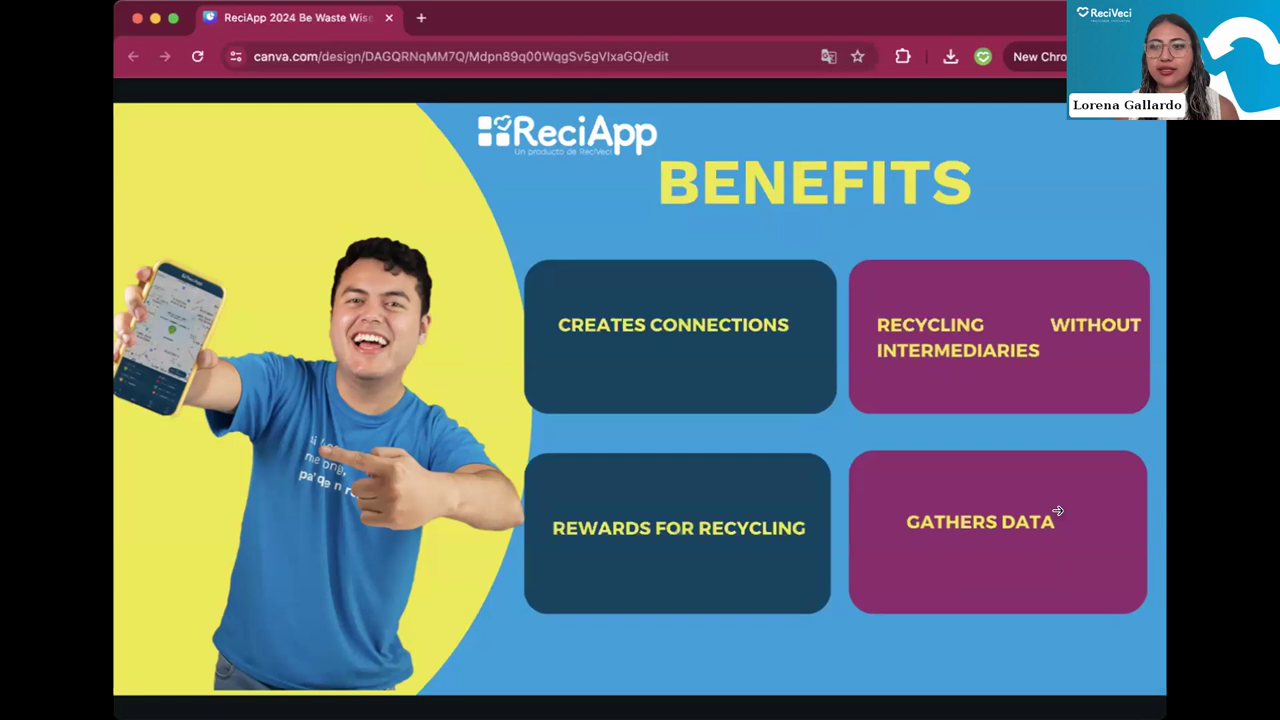 ReciApp 2024 Be Waste Wise
canva.com/design/DAGQRNqMM7Q/Mdpn89q00WqgSv5gVIxaGQ/edit
New Chro
ReciVeci
Lorena Gallardo
ReciApp
Un producto de ReciVeci
BENEFITS
CREATES CONNECTIONS
RECYCLING WITHOUT
INTERMEDIARIES
REWARDS FOR RECYCLING
GATHERS DATA